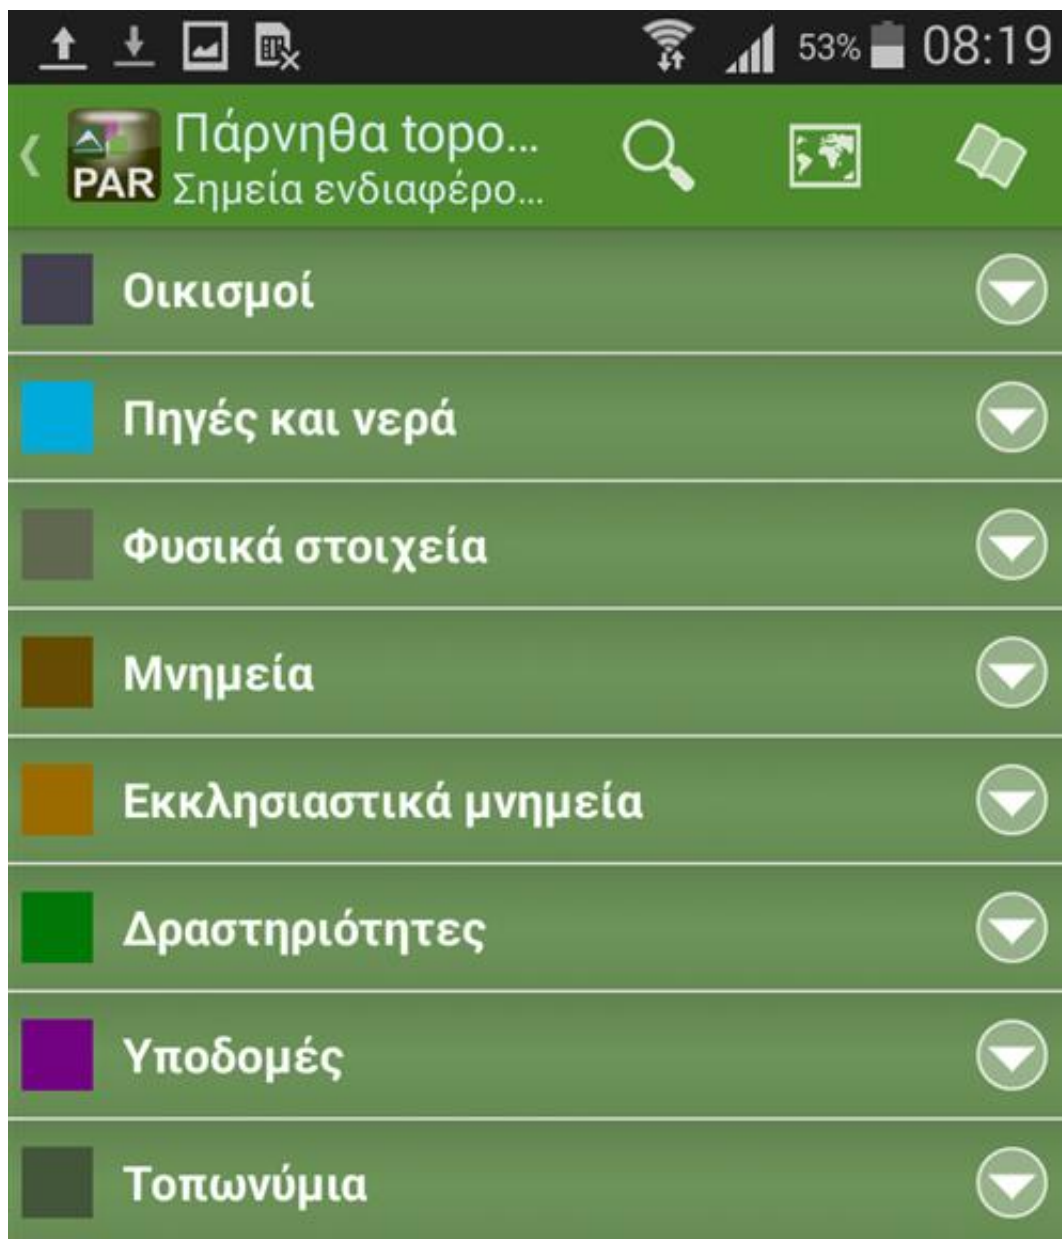 53% 08:19
PAR
Πάρνηθα topo...
Σημεία ενδιαφέρο...
Οικισμοί
Πηγές και νερά
Φυσικά στοιχεία
Μνημεία
Εκκλησιαστικά μνημεία
Δραστηριότητες
Υποδομές
Τοπωνύμια